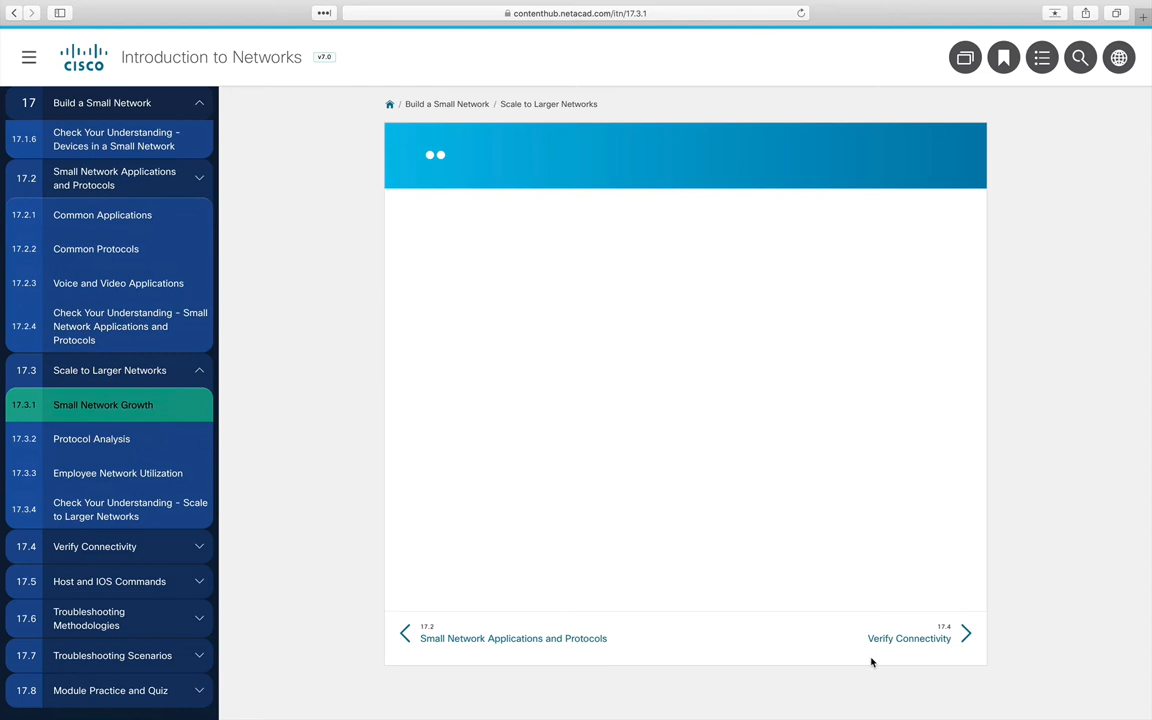 contenthub.netacad.com/itn/17.3.1
CISCO
Introduction to Networks
v7.0
17 Build a Small Network
17.1.6 Check Your Understanding -
Devices in a Small Network
17.2 Small Network Applications
and Protocols
17.2.1 Common Applications
17.2.2 Common Protocols
17.2.3 Voice and Video Applications
17.2.4 Check Your Understanding - Small
Network Applications and
Protocols
17.3 Scale to Larger Networks
17.3.1 Small Network Growth
17.3.2 Protocol Analysis
17.3.3 Employee Network Utilization
17.3.4 Check Your Understanding - Scale
to Larger Networks
17.4 Verify Connectivity
17.5 Host and IOS Commands
17.6 Troubleshooting
Methodologies
17.7 Troubleshooting Scenarios
17.8 Module Practice and Quiz
/ Build a Small Network / Scale to Larger Networks
17.2
Small Network Applications and Protocols
17.4
Verify Connectivity